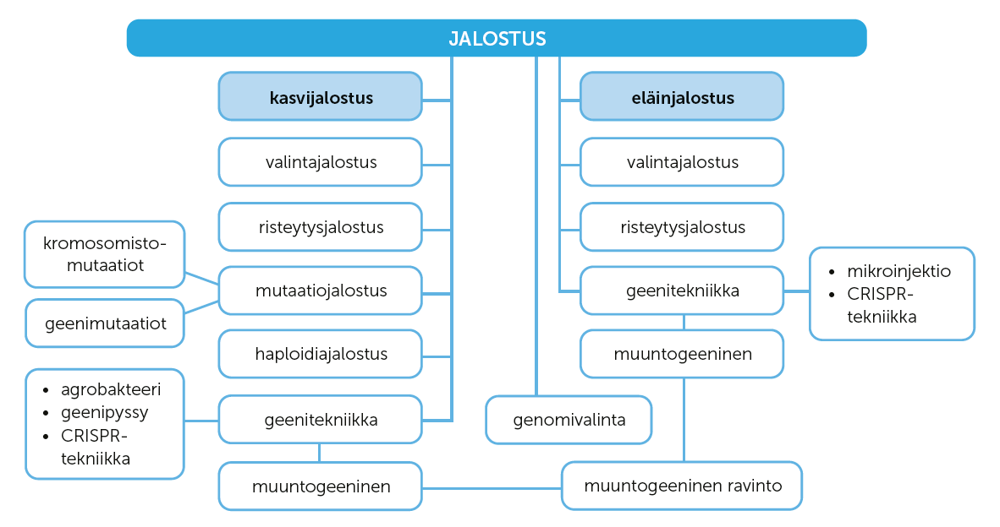 JALOSTUS
kasvijalostus
valintajalostus
risteytysjalostus
kromosomisto-
mutaatiot
geenimutaatiot
mutaatiojalostus
haploidiajalostus
• agrobakteeri
• geenipyssy
• CRISPR-
tekniikka
geenitekniikka
muuntogeeninen
genomivalinta
eläinjalostus
valintajalostus
risteytysjalostus
geenitekniikka
• mikroinjektio
• CRISPR-
tekniikka
muuntogeeninen
muuntogeeninen ravinto